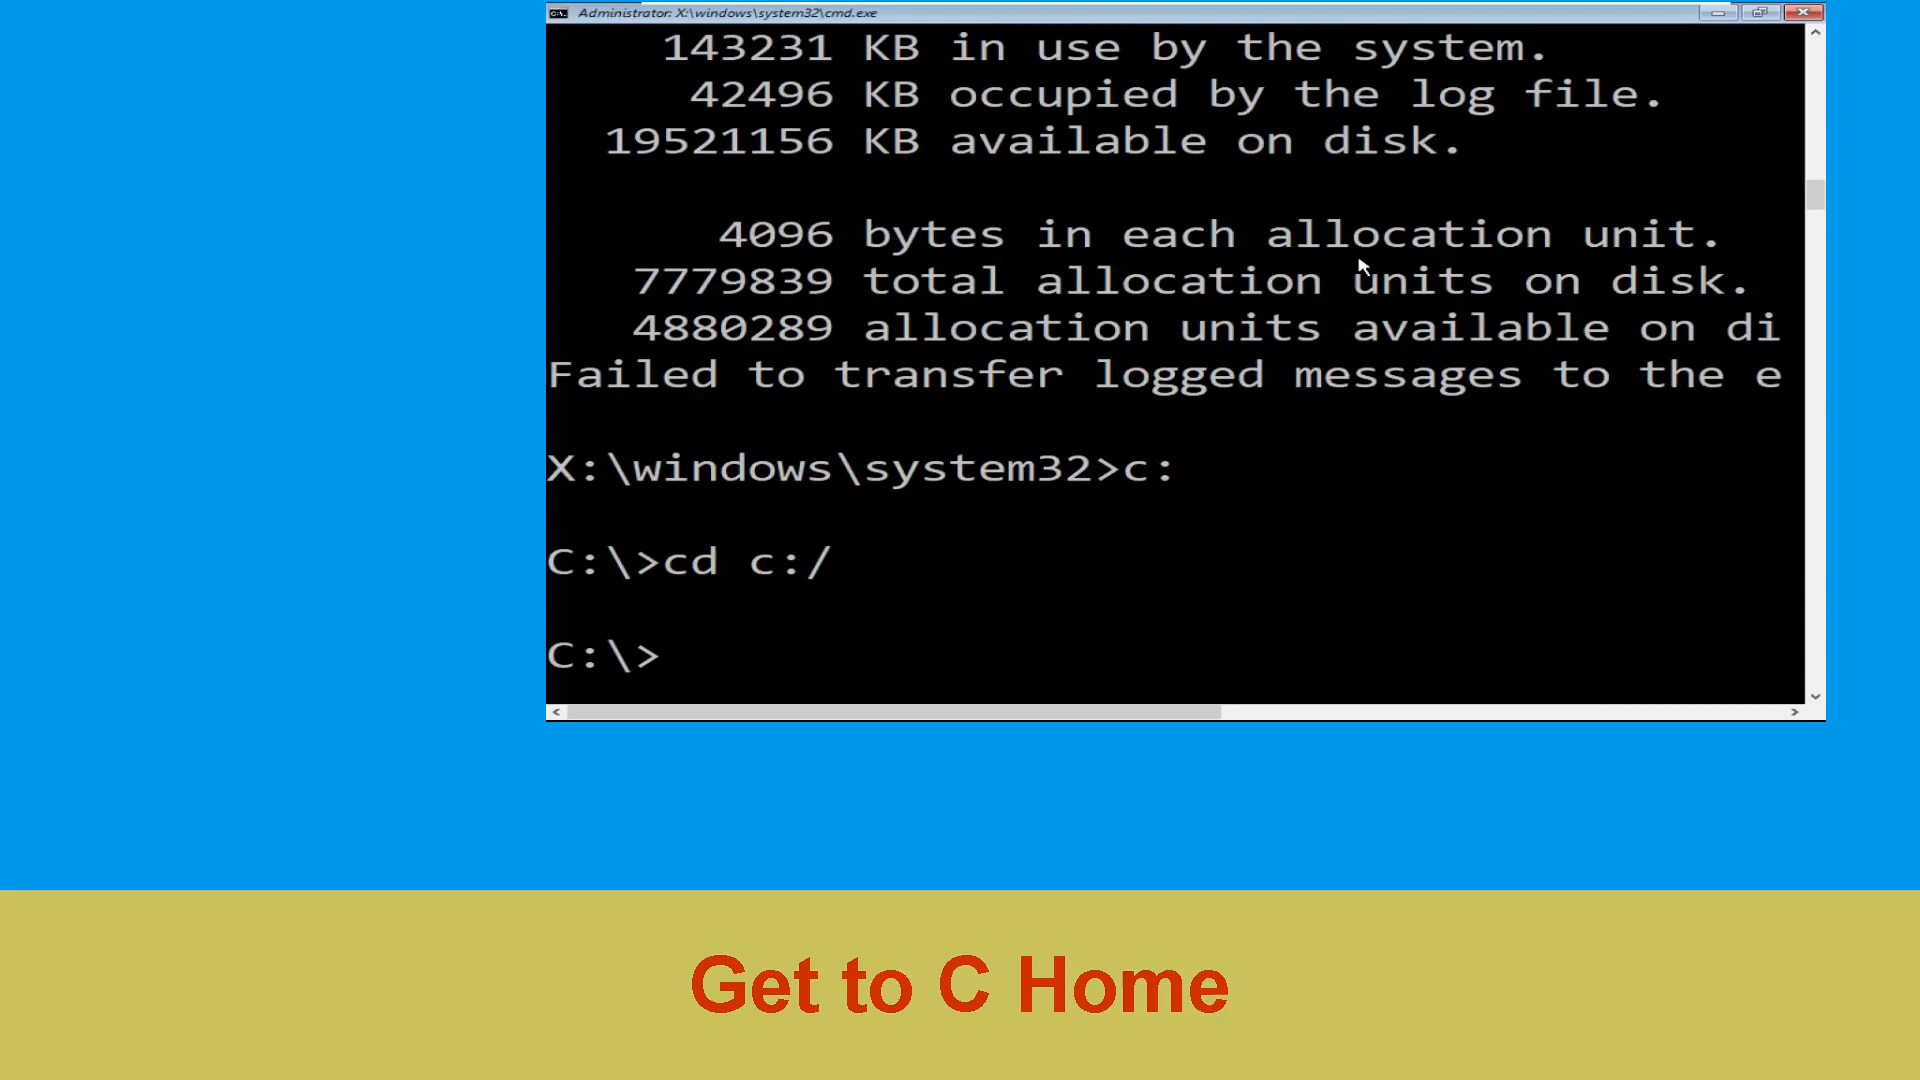 Administrator: X:\windows\system32\cmd.exe
143231 KB in use by the system.
42496 KB occupied by the log file.
19521156 KB available on disk.
4096 bytes in each allocation unit.
7779839 total allocation units on disk.
4880289 allocation units available on di
Failed to transfer logged messages to the e
X:\windows\system32>c:
C:\>cd c:/
C:\>
Get to C Home